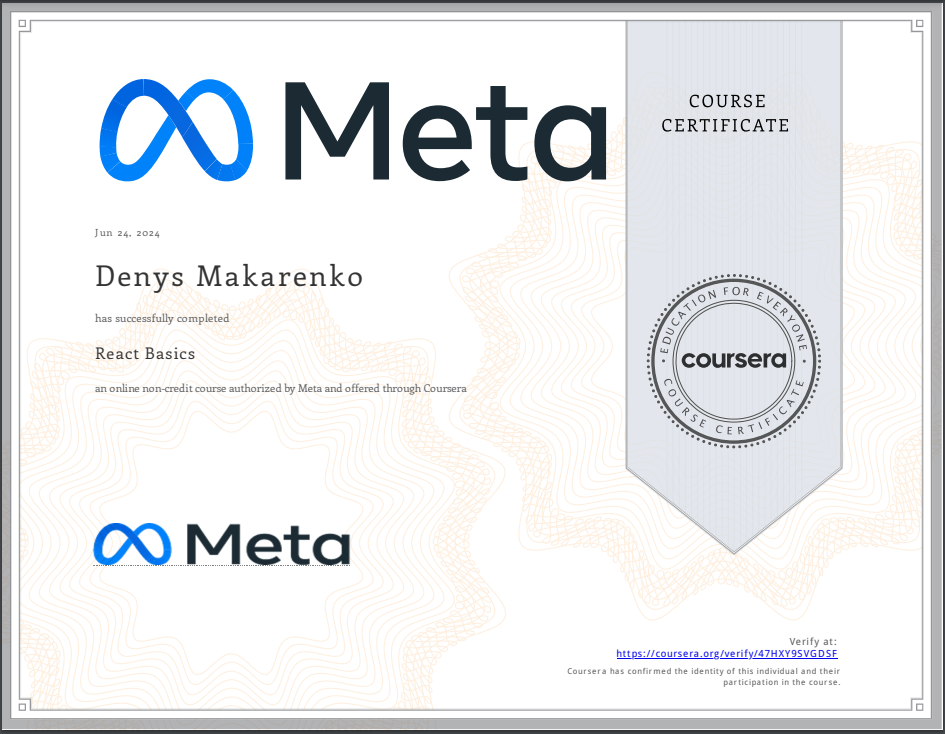 Meta
COURSE
CERTIFICATE
Jun 24, 2024
Denys Makarenko
has successfully completed
React Basics
an online non-credit course authorized by Meta and offered through Coursera
EDUCATION FOR EVERYONE
coursera
COURSE CERTIFICATE
Meta
Verify at:
https://coursera.org/verify/47HXY9SVGDSF
Coursera has confirmed the identity of this individual and their
participation in the course.